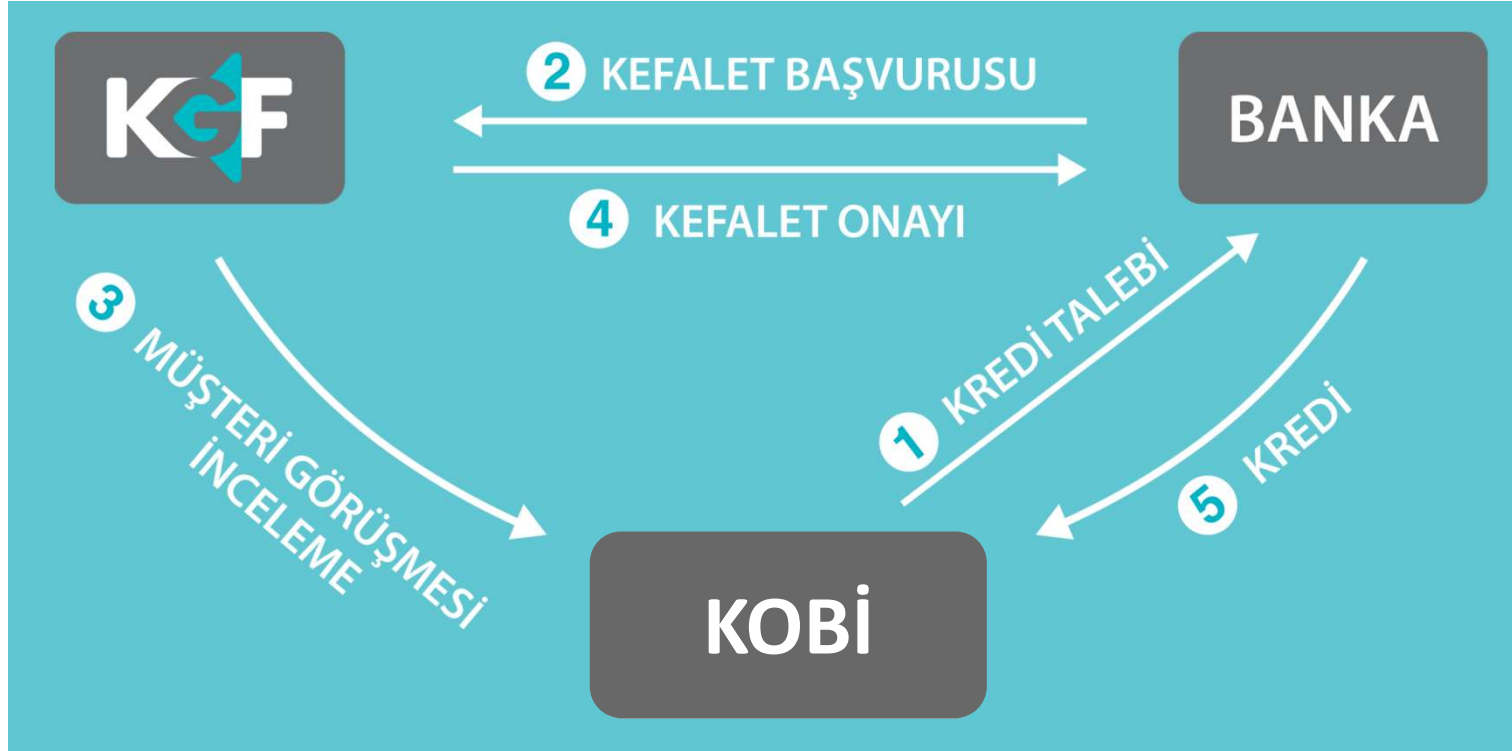 KGF
2 KEFALET BAŞVURUSU
BANKA
4 KEFALET ONAYI
3 MÜŞTERİ GÖRÜŞMESİ
İNCELEME
1 KREDİ TALEBİ
5 KREDİ
KOBİ